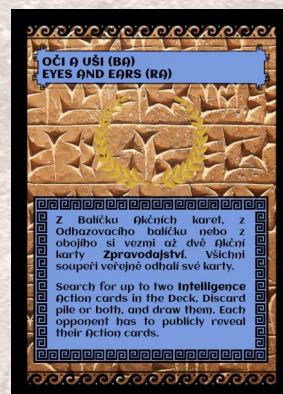 OČI A UŠI (BA)
EYES AND EARS (RA)
Z Balíčku Akčních karet, z
Odhazovacího balíčku nebo z
obojího si vezmi až dvě Akční
karty Zpravodajství. Všichni
soupeři veřejně odhalí své karty.
Search for up to two Intelligence
Action cards in the Deck, Discard
pile or both, and draw them. Each
opponent has to publicly reveal
their Action cards.